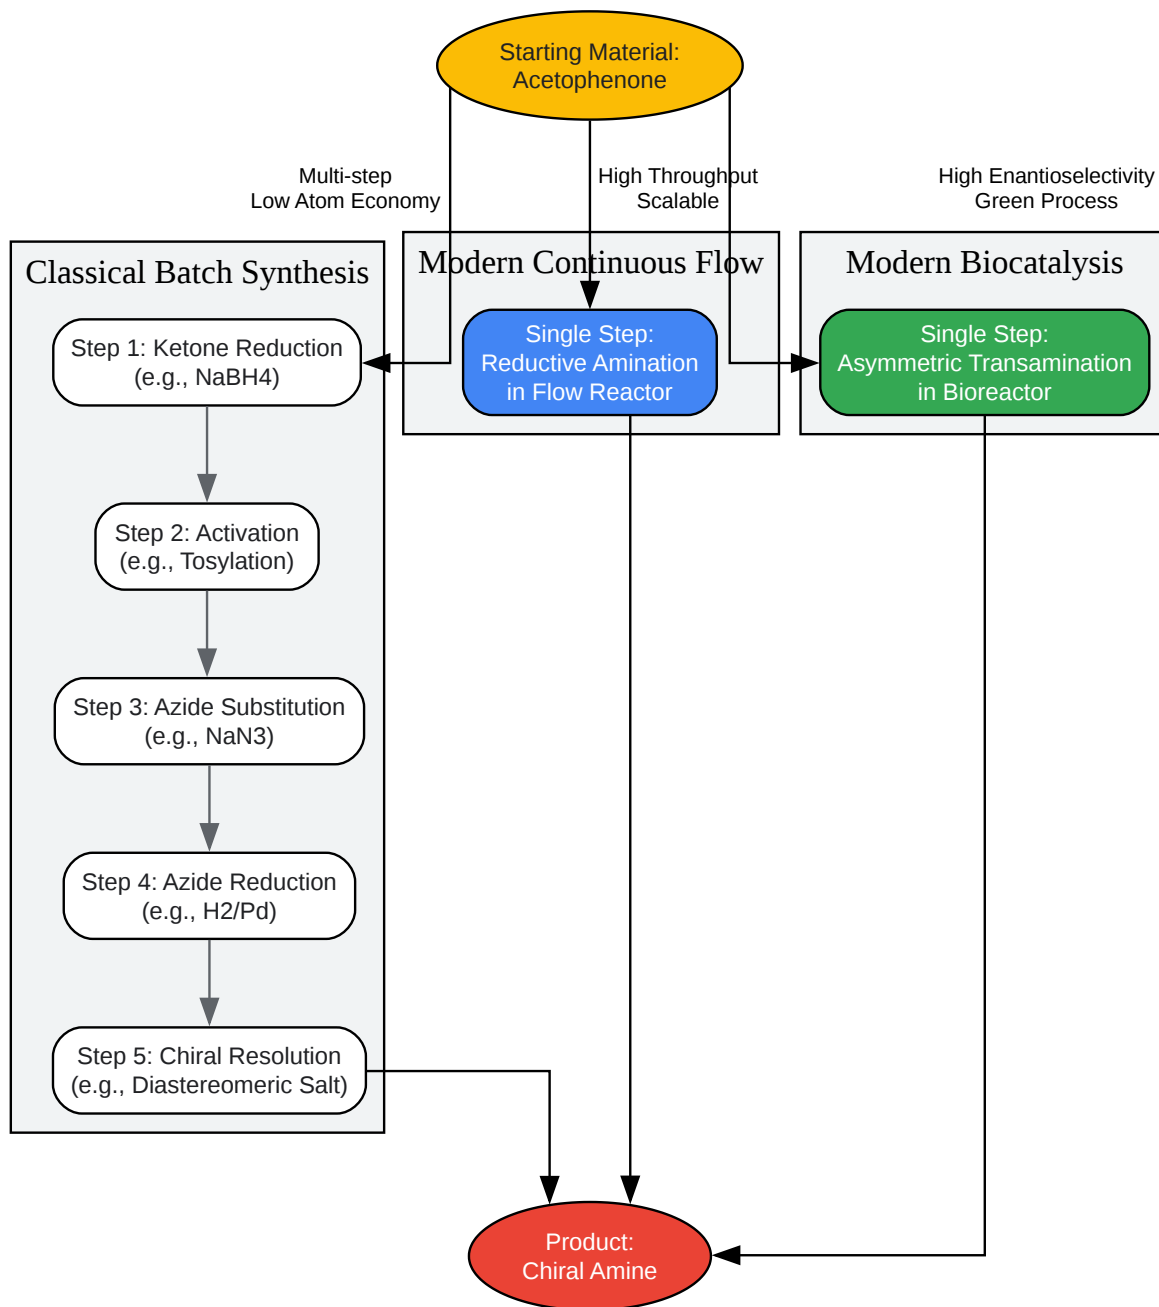 Starting Material:
Acetophenone
Multi-step
Low Atom Economy
High Throughput
Scalable
High Enantioselectivity
Green Process
Classical Batch Synthesis
Step 1: Ketone Reduction
(e.g., NaBH4)
Step 2: Activation
(e.g., Tosylation)
Step 3: Azide Substitution
(e.g., NaN3)
Step 4: Azide Reduction
(e.g., H2/Pd)
Step 5: Chiral Resolution
(e.g., Diastereomeric Salt)
Modern Continuous Flow
Single Step:
Reductive Amination
in Flow Reactor
Modern Biocatalysis
Single Step:
Asymmetric Transamination
in Bioreactor
Product:
Chiral Amine